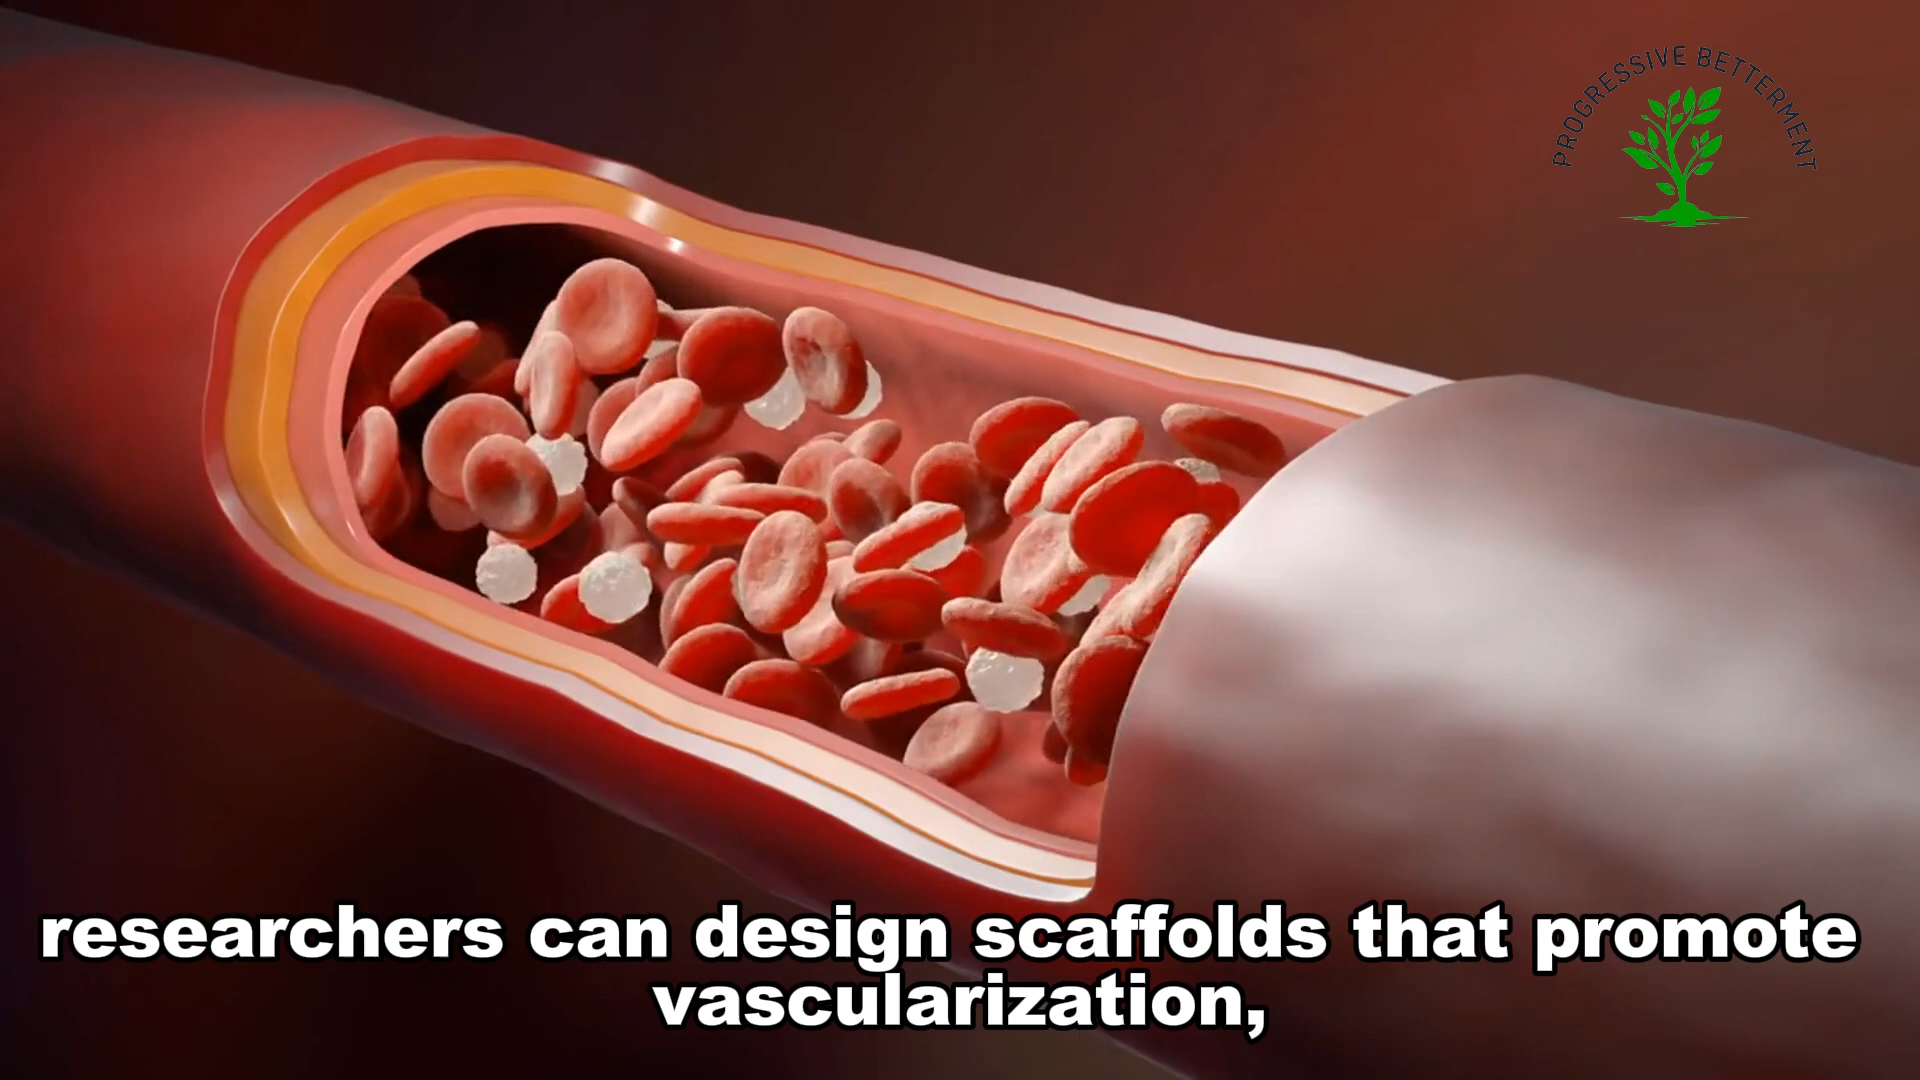 PROGRESSIVE BETTERMENT
researchers can design scaffolds that promote
vascularization,